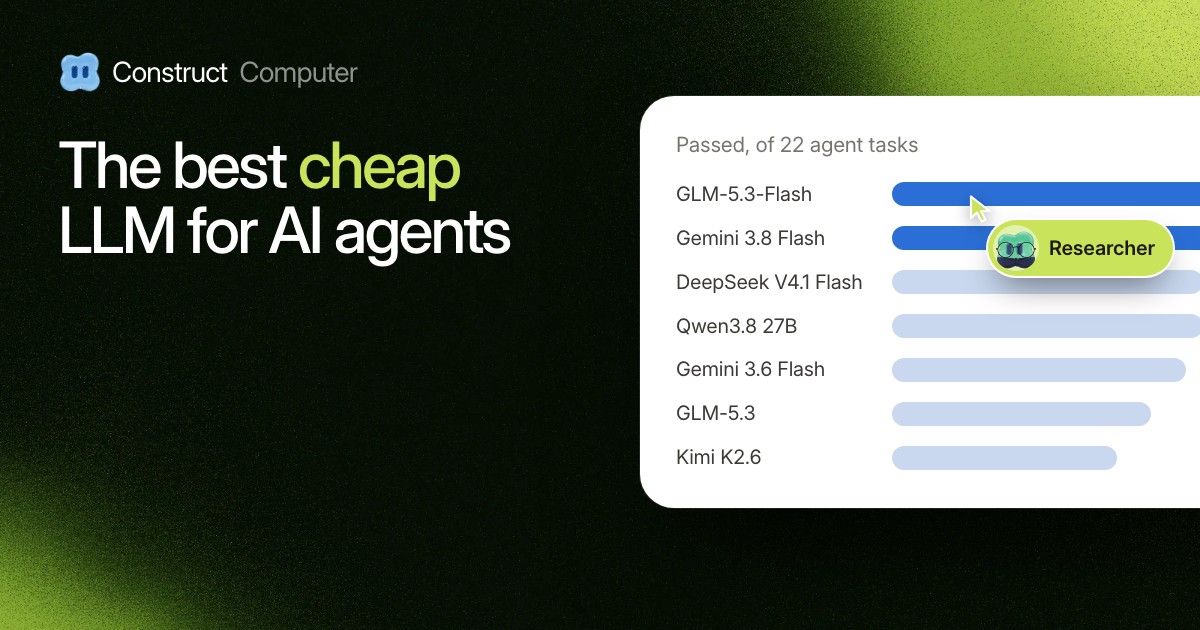 Construct Computer
The best cheap
LLM for AI agents
Passed, of 22 agent tasks
GLM-5.3-Flash
Gemini 3.8 Flash
Researcher
DeepSeek V4.1 Flash
Qwen3.8 27B
Gemini 3.6 Flash
GLM-5.3
Kimi K2.6